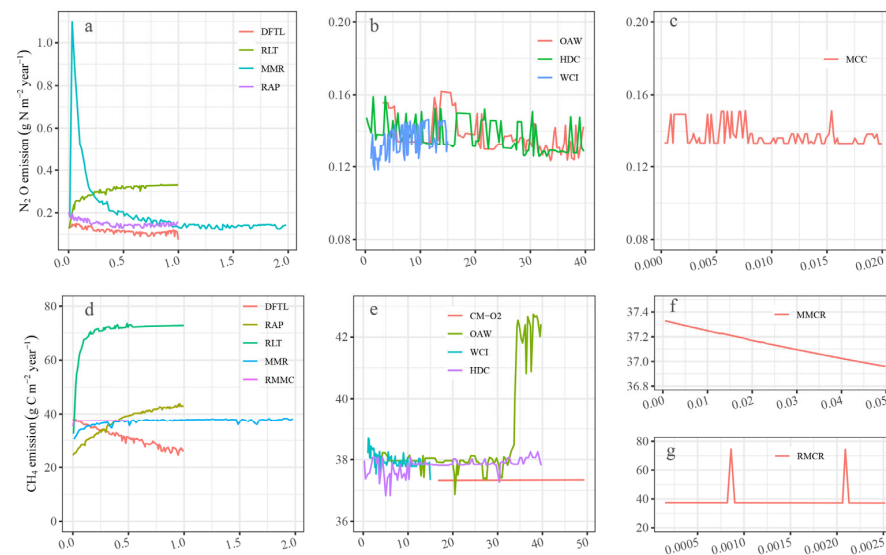 a
DFTL
RLT
MMR
RAP
N₂O emission (g N m⁻² year⁻¹)
1.0
0.8
0.6
0.4
0.2
0.0 0.5 1.0 1.5 2.0
b
OAW
HDC
WCI
0.20
0.16
0.12
0.08
0 10 20 30 40
c
MCC
0.20
0.16
0.12
0.08
0.000 0.005 0.010 0.015 0.020
d
DFTL
RAP
RLT
MMR
RMMC
CH₄ emission (g C m⁻² year⁻¹)
80
60
40
20
0
0.0 0.5 1.0 1.5 2.0
e
CM−O2
OAW
WCI
HDC
42
40
38
36
0 10 20 30 40 50
f
MMCR
37.4
37.2
37.0
36.8
0.00 0.01 0.02 0.03 0.04 0.05
g
RMCR
80
60
40
20
0.0005 0.0010 0.0015 0.0020 0.0025